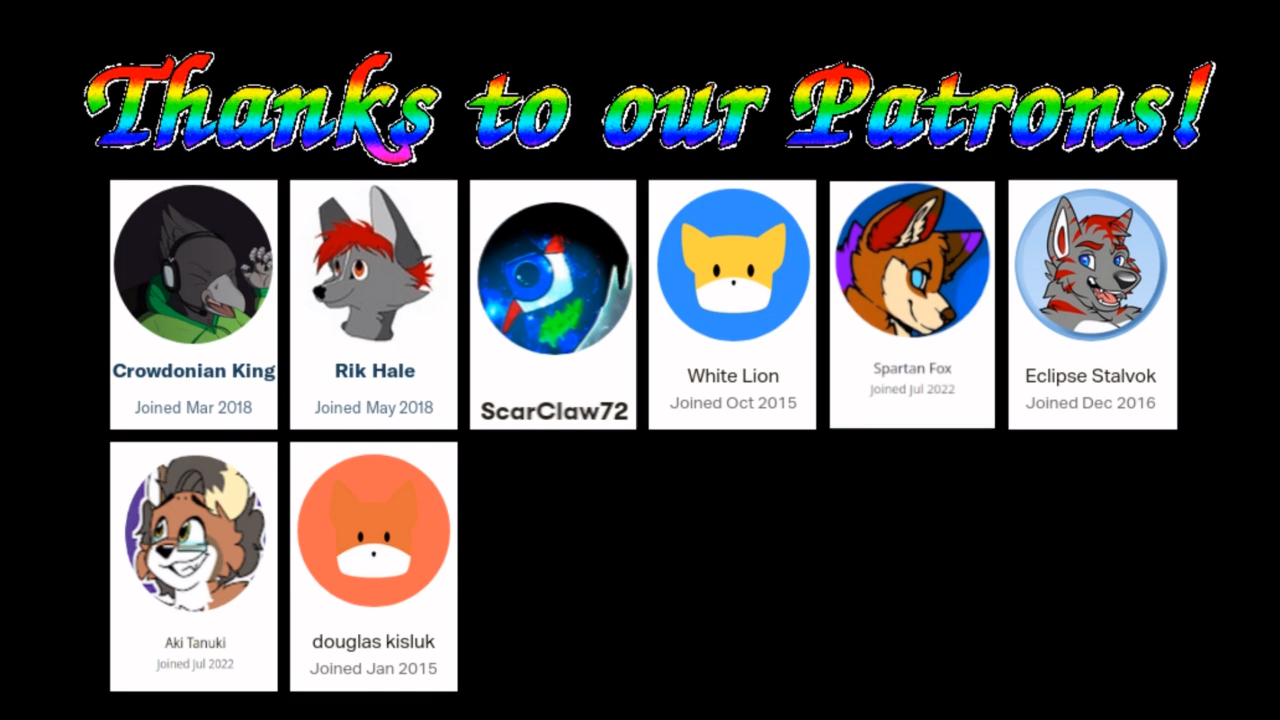 Thanks to our Patrons!
Crowdonian King
Joined Mar 2018
Rik Hale
Joined May 2018
ScarClaw72
White Lion
Joined Oct 2015
Spartan Fox
Joined Jul 2022
Eclipse Stalvok
Joined Dec 2016
Aki Tanuki
Joined Jul 2022
douglas kisluk
Joined Jan 2015